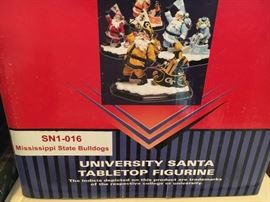 SN1-016
Mississippi State Bulldogs
UNIVERSITY SANTA
TABLETOP FIGURINE
The indicia depicted on this product are trademarks
of the respective college or university.